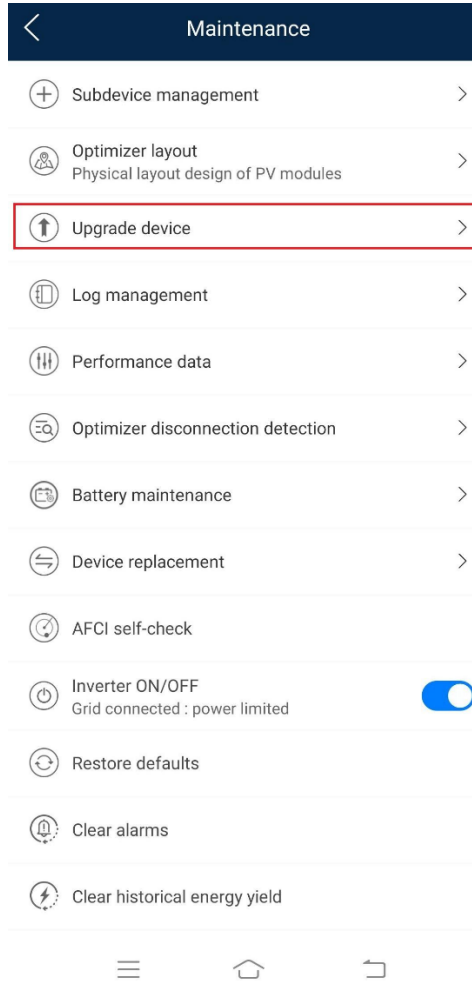 Maintenance
Subdevice management
Optimizer layout
Physical layout design of PV modules
Upgrade device
Log management
Performance data
Optimizer disconnection detection
Battery maintenance
Device replacement
AFCI self-check
Inverter ON/OFF
Grid connected : power limited
Restore defaults
Clear alarms
Clear historical energy yield